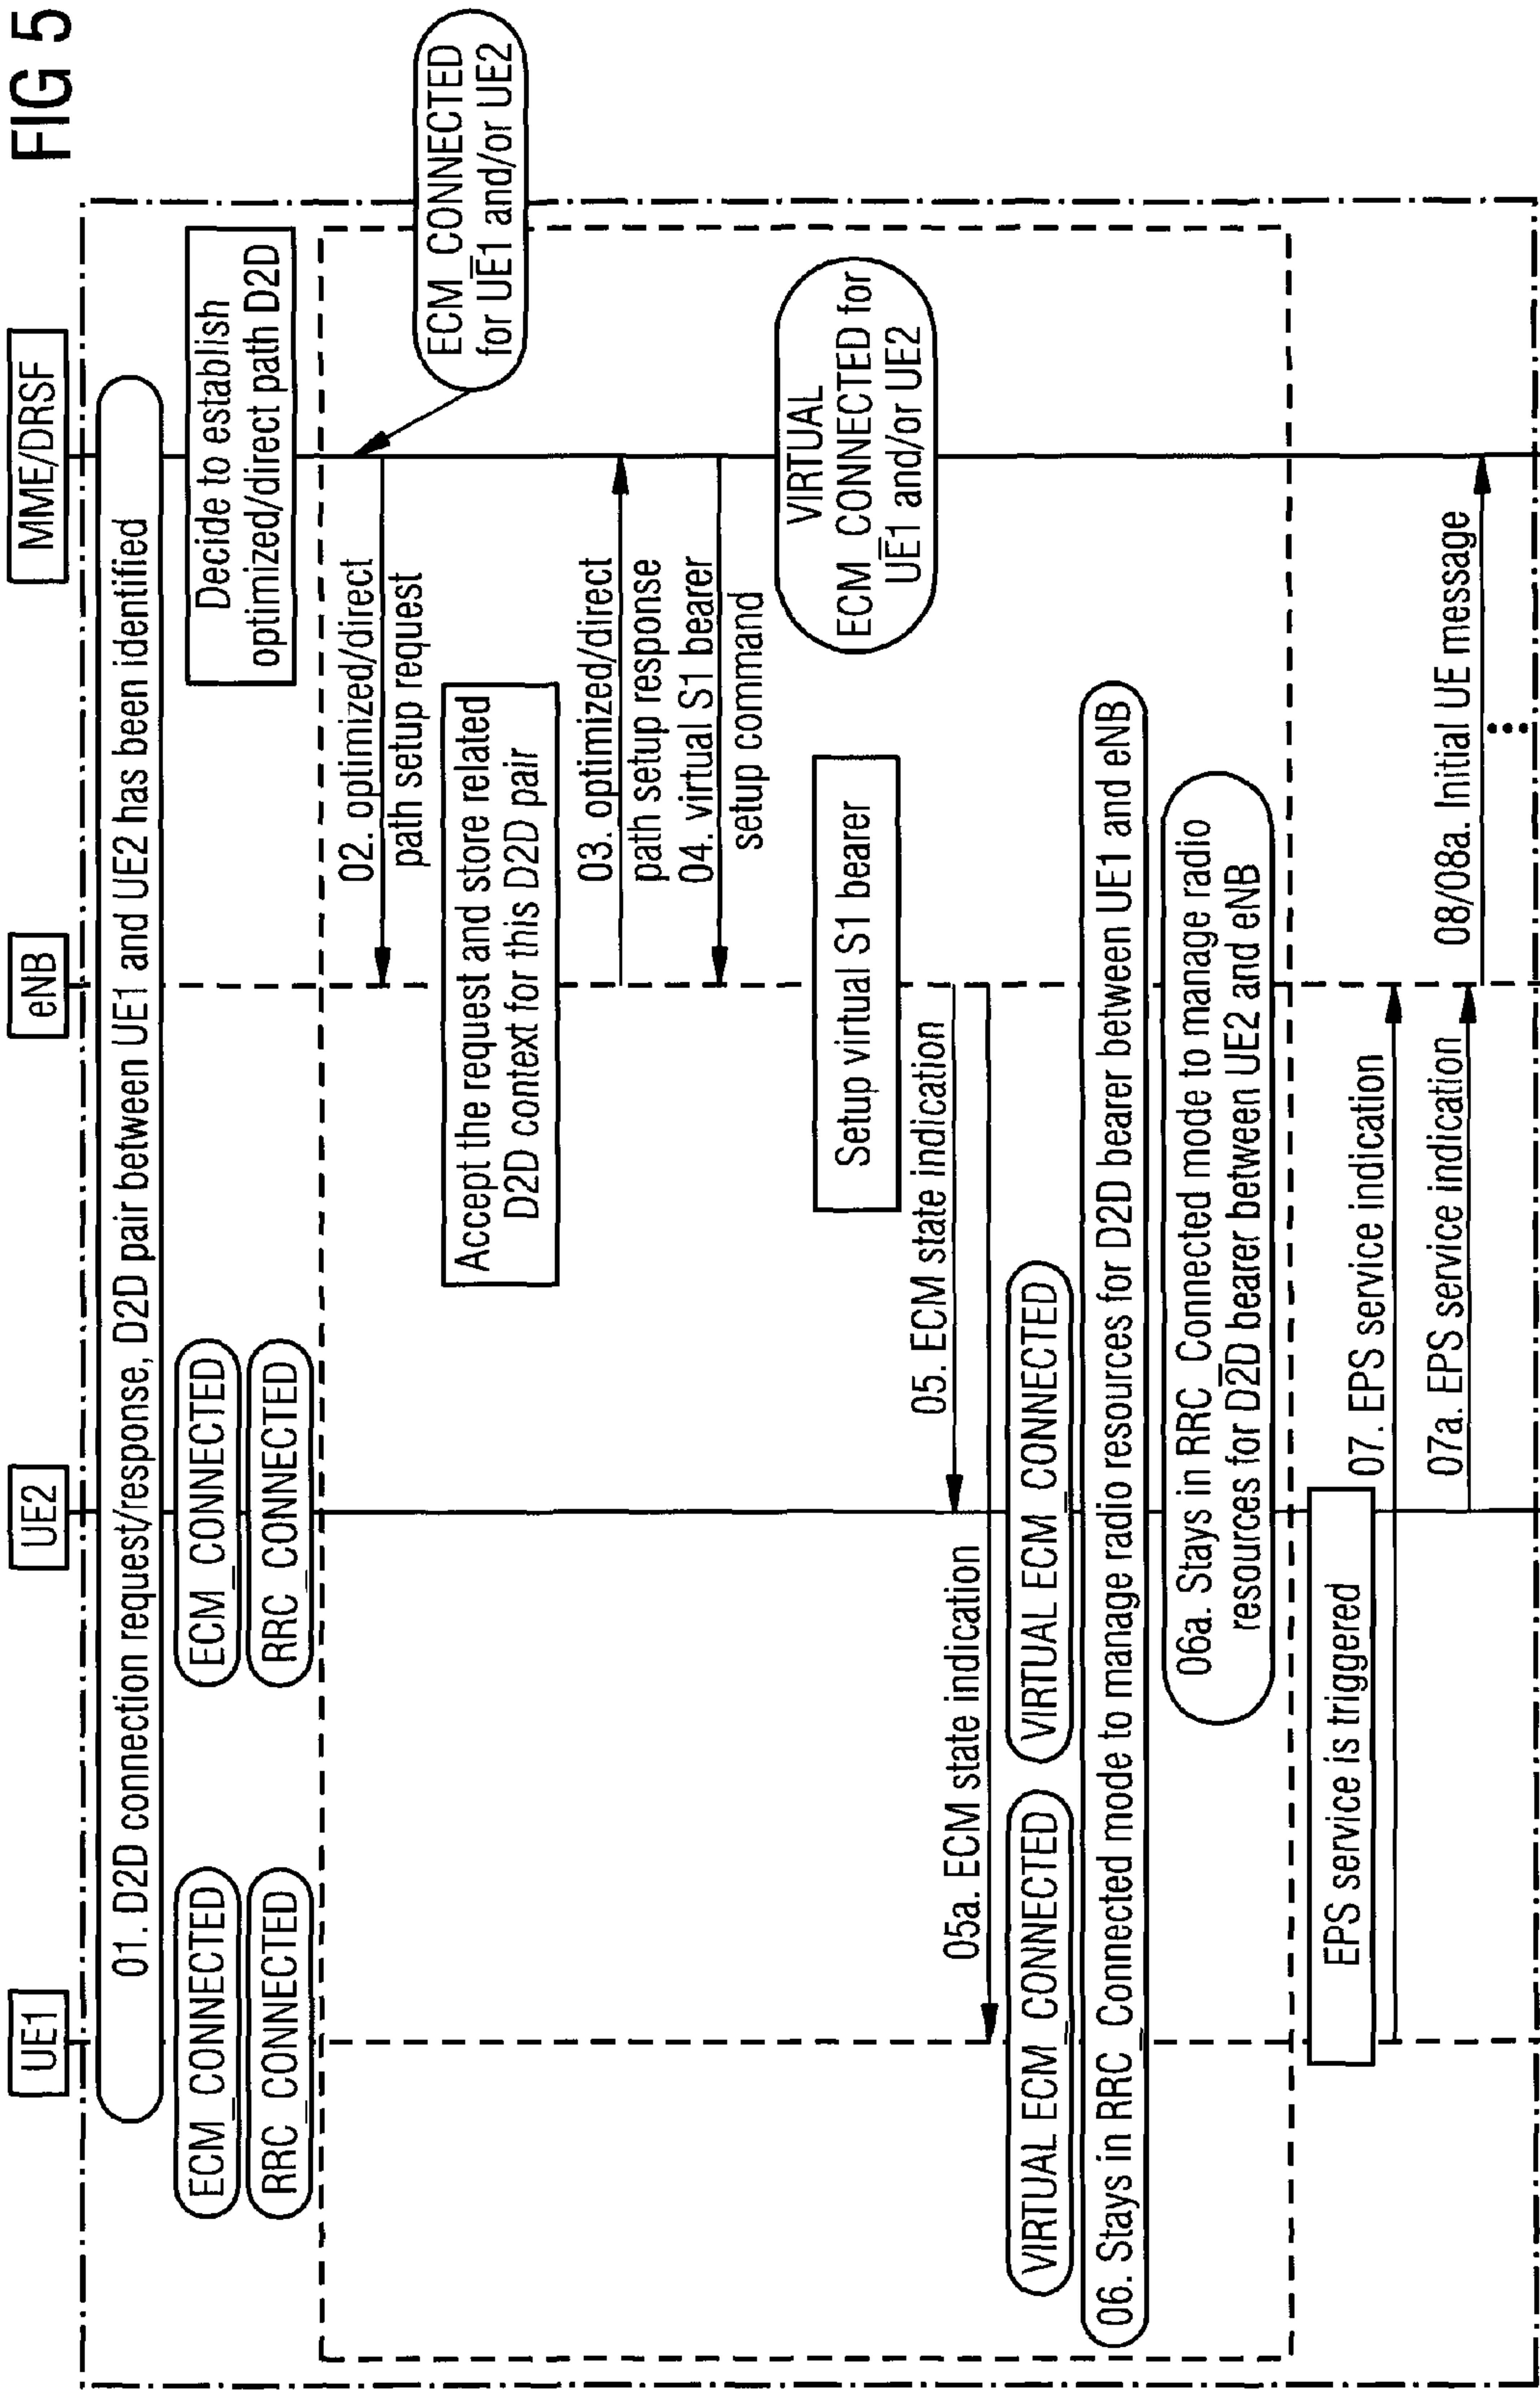 FIG 5
UE1
UE2
eNB
MME/DRSF
01. D2D connection request/response, D2D pair between UE1 and UE2 has been identified
ECM_CONNECTED
RRC_CONNECTED
ECM_CONNECTED
RRC_CONNECTED
Decide to establish
optimized/direct path D2D
ECM_CONNECTED
for UE1 and/or UE2
02. optimized/direct
path setup request
Accept the request and store related
D2D context for this D2D pair
03. optimized/direct
path setup response
04. virtual S1 bearer
setup command
VIRTUAL
ECM_CONNECTED for
UE1 and/or UE2
Setup virtual S1 bearer
05. ECM state indication
05a. ECM state indication
VIRTUAL ECM_CONNECTED
VIRTUAL ECM_CONNECTED
06. Stays in RRC_Connected mode to manage radio resources for D2D bearer between UE1 and eNB
06a. Stays in RRC_Connected mode to manage radio
resources for D2D bearer between UE2 and eNB
EPS service is triggered
07. EPS service indication
07a. EPS service indication
08/08a. Initial UE message